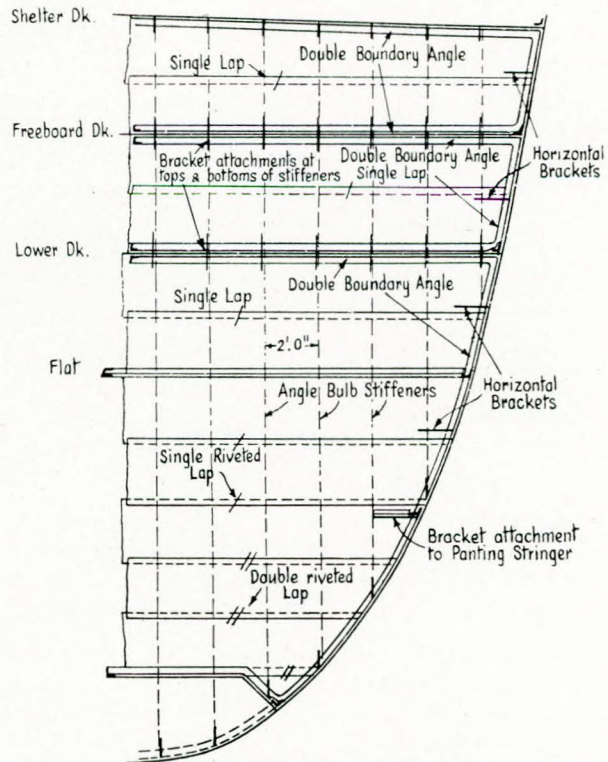 Shelter Dk.
Single Lap
Double Boundary Angle
Freeboard Dk.
Bracket attachments at
tops & bottoms of stiffeners
Double Boundary Angle
Single Lap
Horizontal
Brackets
Lower Dk.
Double Boundary Angle
Single Lap
2'.0"
Flat
Angle Bulb Stiffeners
Horizontal
Brackets
Single Riveted
Lap
Bracket attachment
to Panting Stringer
Double riveted
Lap